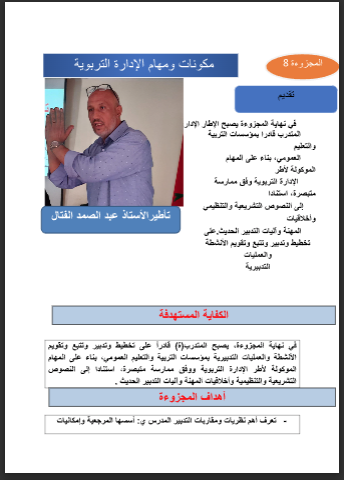 المجزوءة 8
مكونات ومهام الإدارة التربوية
تقديم
في نهاية المجزوءة يصبح الإطار الإدار
المتدرب قادرا بمؤسسات التربية
والتعليم
العمومي، بناء على المهام
الموكولة لأطر
الإدارة التربوية وفق ممارسة
متبصرة، استنادا
إلى النصوص التشريعية والتنظيمي
وأخلاقيات
المهنة وآليات التدبير الحديث.على
تخطيط وتدبير وتتبع وتقويم الأنشطة
والعمليات
التدبيرية
تأطيرالأستاذ عبد الصمد الفتال
الكفاية المستهدفة
في نهاية المجزوءة، يصبح المتدرب(ة) قادراً على تخطيط وتدبير وتتبع وتقويم
الأنشطة والعمليات التدبيرية بمؤسسات التربية والتعليم العمومي، بناء على المهام
الموكولة لأطر الإدارة التربوية ووفق ممارسة متبصرة، استنادا إلى النصوص
التشريعية والتنظيمية وأخلاقيات المهنة وآليات التدبير الحديث .
أهداف المجزوءة
- تعرف أهم نظريات ومقاربات التدبير المدرس ي: أسسها المرجعية وإمكانيات